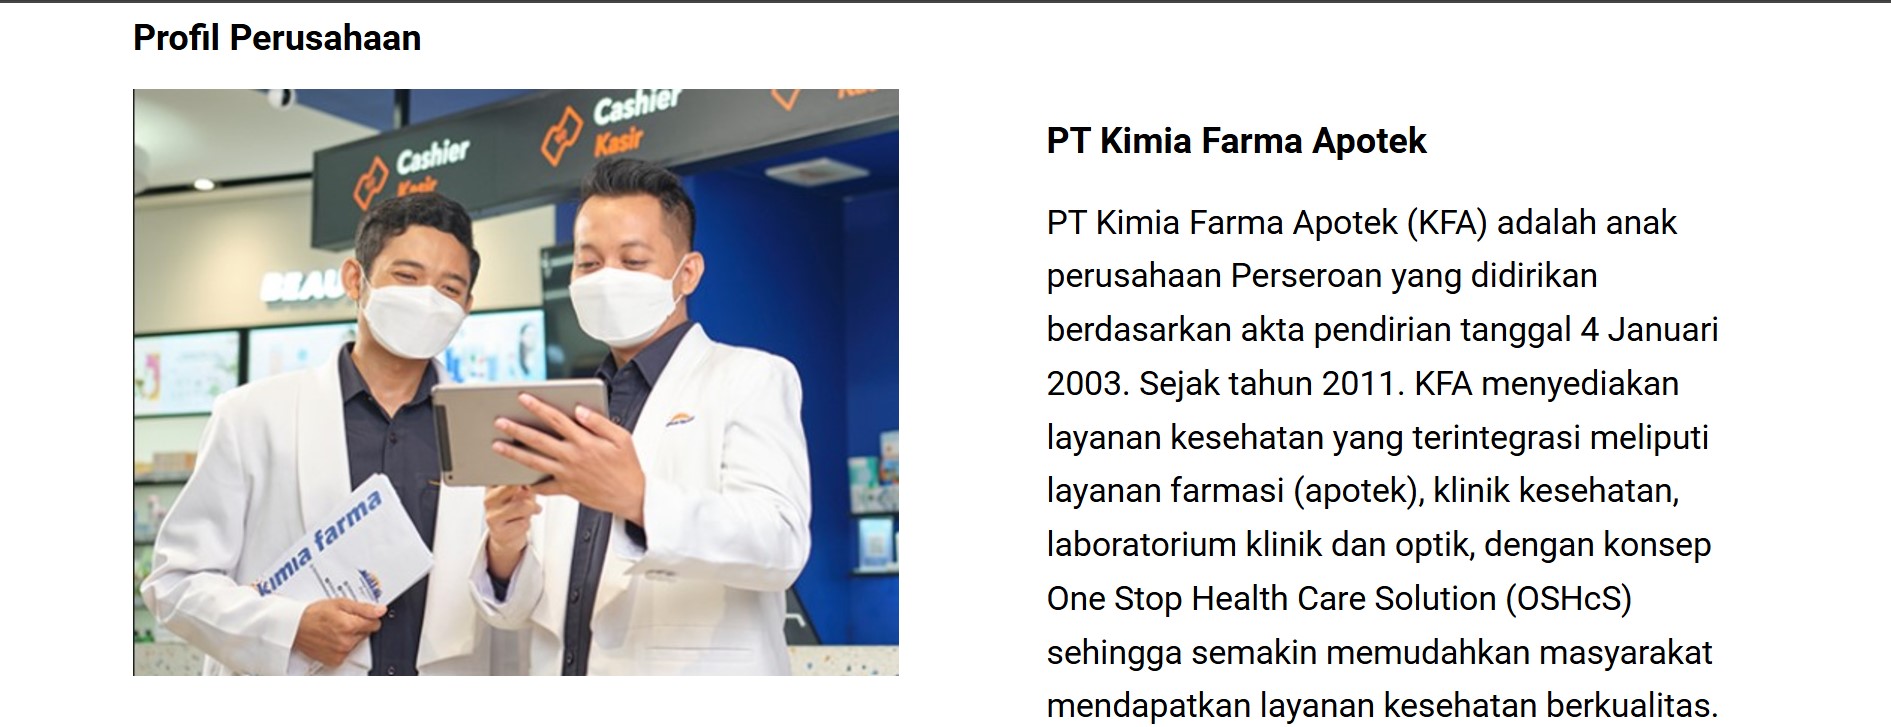 Profil Perusahaan
Cashier
Kasir
Cashier
Kasir
BEAU
kimia farma
PT Kimia Farma Apotek
PT Kimia Farma Apotek (KFA) adalah anak
perusahaan Perseroan yang didirikan
berdasarkan akta pendirian tanggal 4 Januari
2003. Sejak tahun 2011. KFA menyediakan
layanan kesehatan yang terintegrasi meliputi
layanan farmasi (apotek), klinik kesehatan,
laboratorium klinik dan optik, dengan konsep
One Stop Health Care Solution (OSHcS)
sehingga semakin memudahkan masyarakat
mendapatkan layanan kesehatan berkualitas.